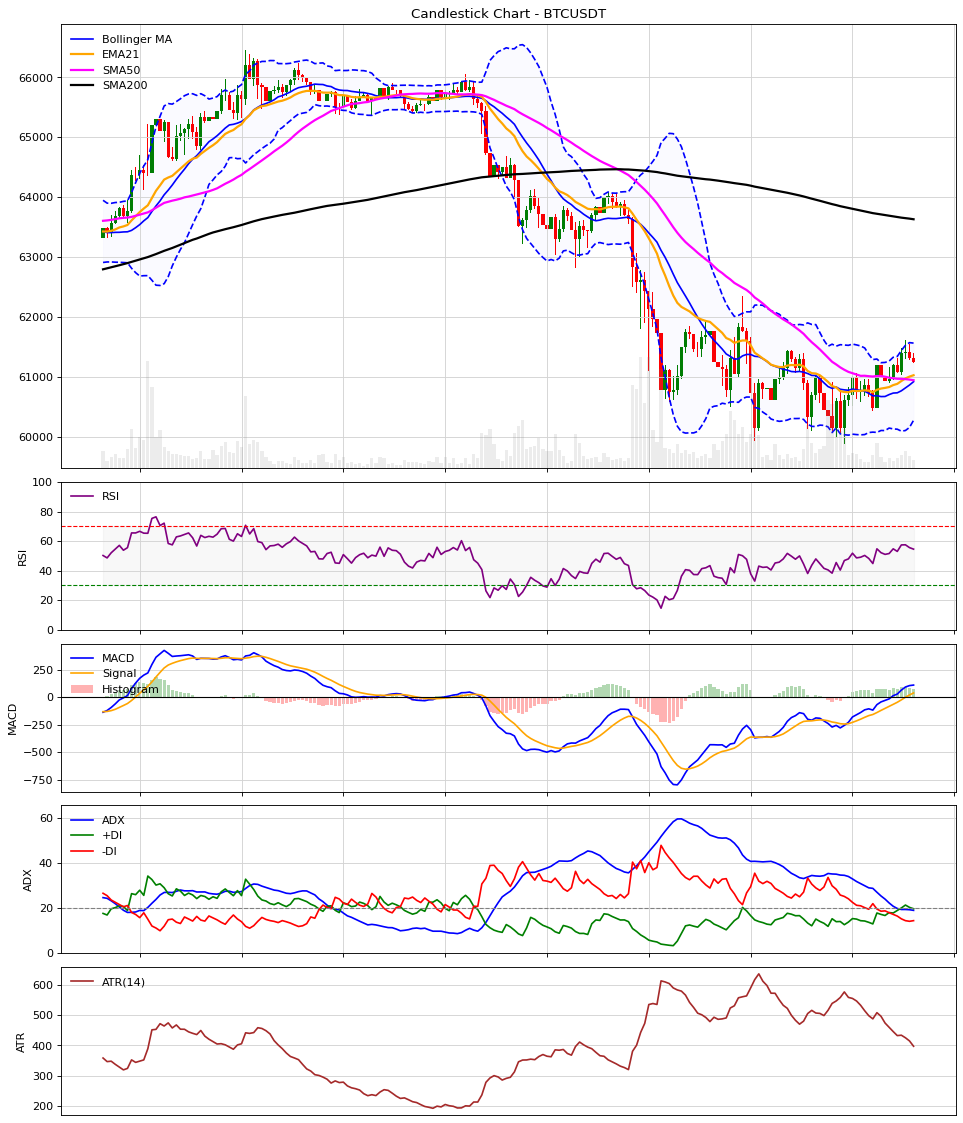 Candlestick Chart - BTCUSDT
Bollinger MA
EMA21
SMA50
SMA200
66000
65000
64000
63000
62000
61000
60000
RSI
100
80
60
40
20
0
RSI
MACD
Signal
Histogram
250
0
−250
−500
−750
MACD
ADX
+DI
-DI
60
40
20
0
ADX
ATR(14)
600
500
400
300
200
ATR